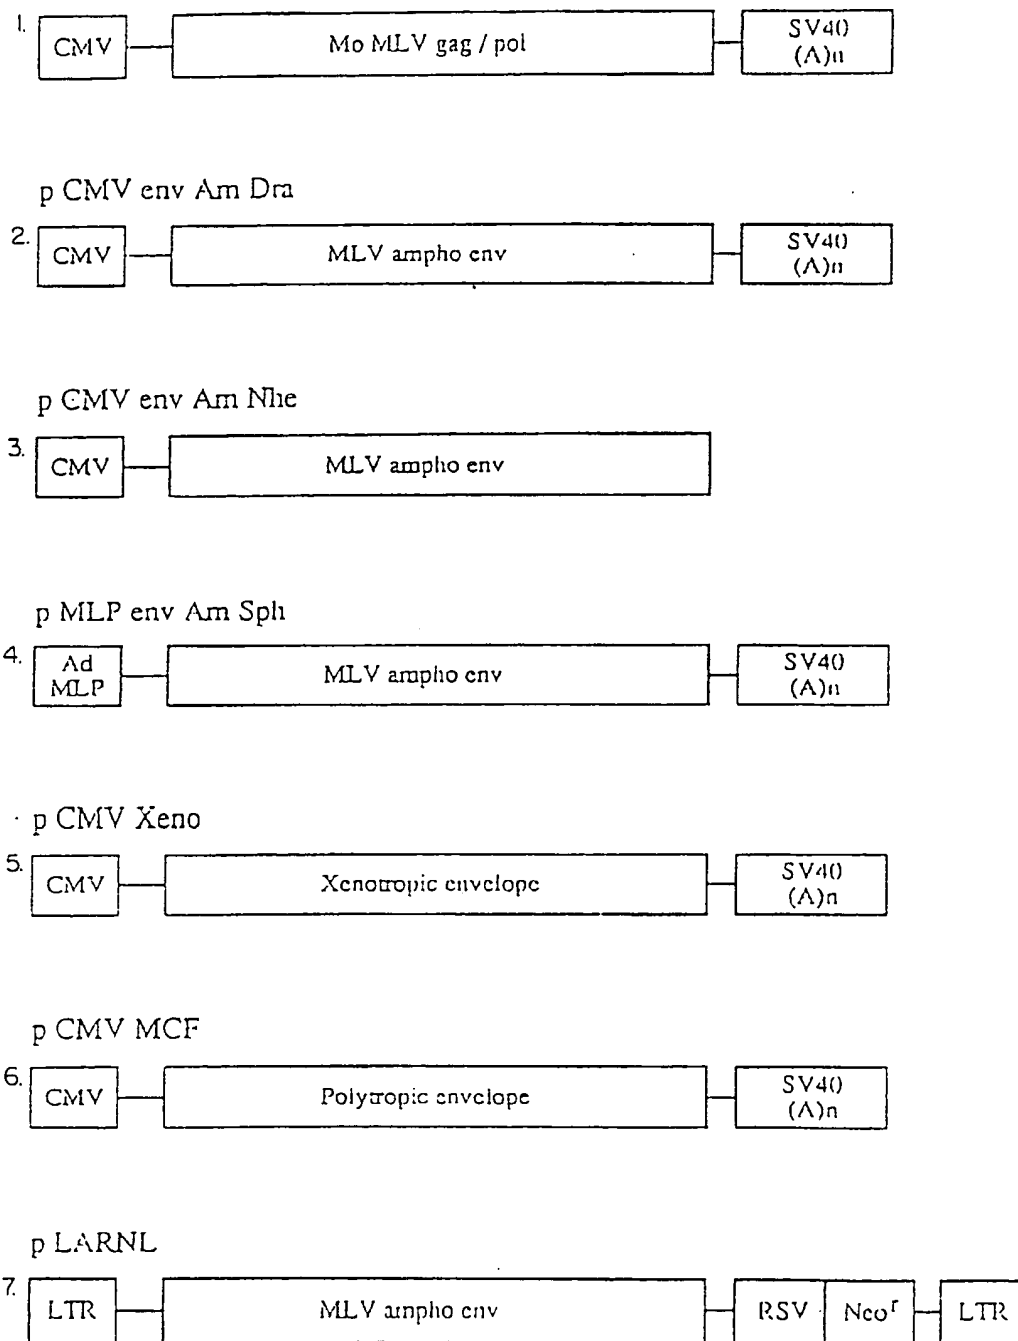 1. CMV Mo MLV gag / pol SV40 (A)n
p CMV env Am Dra
2. CMV MLV ampho env SV40 (A)n
p CMV env Am Nhe
3. CMV MLV ampho env
p MLP env Am Sph
4. Ad MLP MLV ampho env SV40 (A)n
p CMV Xeno
5. CMV Xenotropic envelope SV40 (A)n
p CMV MCF
6. CMV Polytropic envelope SV40 (A)n
p LARNL
7. LTR MLV ampho env RSV Neoʳ LTR